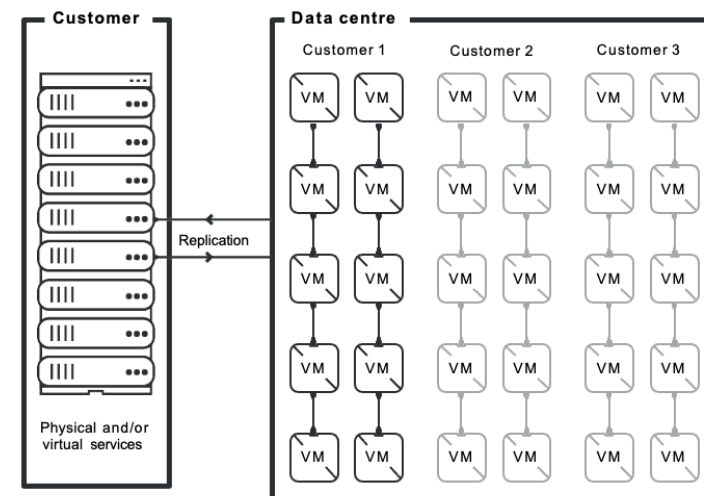 Customer
Data centre
Customer 1
Customer 2
Customer 3
VM VM VM VM VM VM
VM VM VM VM VM VM
Replication
VM VM VM VM VM VM
VM VM VM VM VM VM
Physical and/or
virtual services
VM VM VM VM VM VM